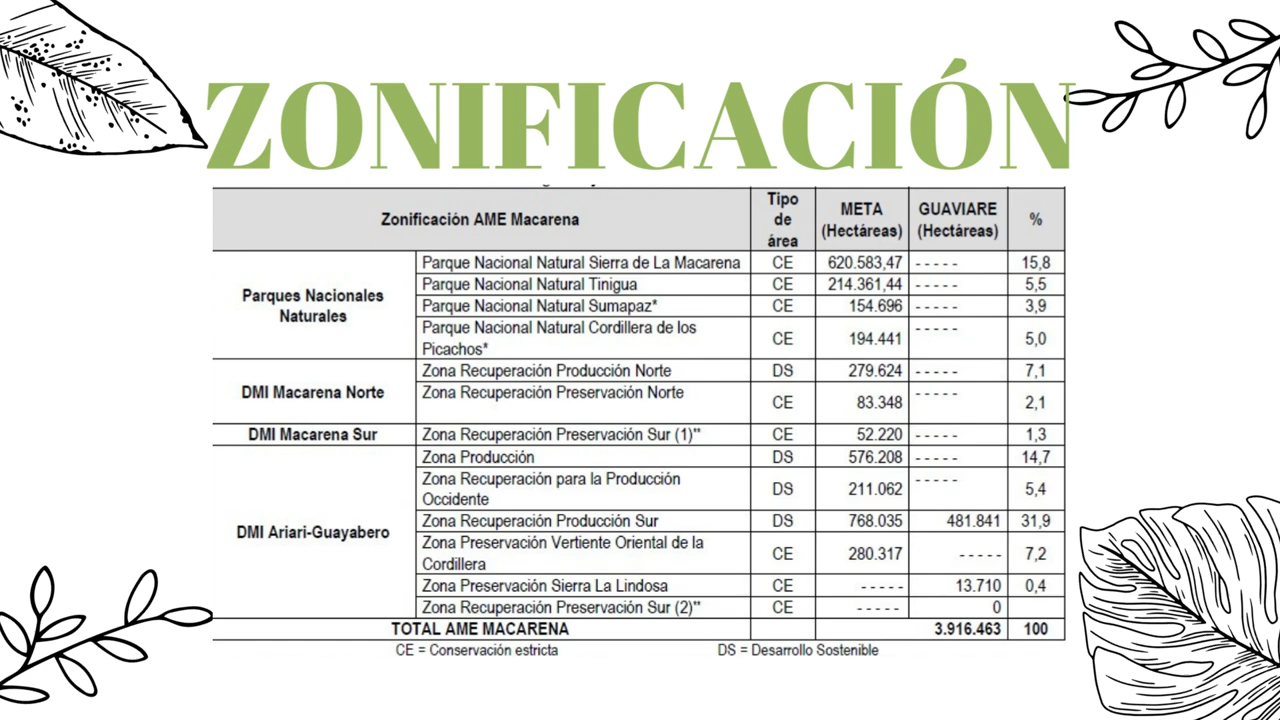 ZONIFICACIÓN
Zonificación AME Macarena Tipo de área META (Hectáreas) GUAVIARE (Hectáreas) %
Parques Nacionales Naturales
Parque Nacional Natural Sierra de La Macarena CE 620.583,47 - - - - - 15,8
Parque Nacional Natural Tinigua CE 214.361,44 - - - - - 5,5
Parque Nacional Natural Sumapaz* CE 154.696 - - - - - 3,9
Parque Nacional Natural Cordillera de los Picachos* CE 194.441 - - - - - 5,0
DMI Macarena Norte
Zona Recuperación Producción Norte DS 279.624 - - - - - 7,1
Zona Recuperación Preservación Norte CE 83.348 - - - - - 2,1
DMI Macarena Sur Zona Recuperación Preservación Sur (1)** CE 52.220 - - - - - 1,3
DMI Ariari-Guayabero
Zona Producción DS 576.208 - - - - - 14,7
Zona Recuperación para la Producción Occidente DS 211.062 - - - - - 5,4
Zona Recuperación Producción Sur DS 768.035 481.841 31,9
Zona Preservación Vertiente Oriental de la Cordillera CE 280.317 - - - - - 7,2
Zona Preservación Sierra La Lindosa CE - - - - - 13.710 0,4
Zona Recuperación Preservación Sur (2)** CE - - - - - 0
TOTAL AME MACARENA 3.916.463 100
CE = Conservación estricta DS = Desarrollo Sostenible